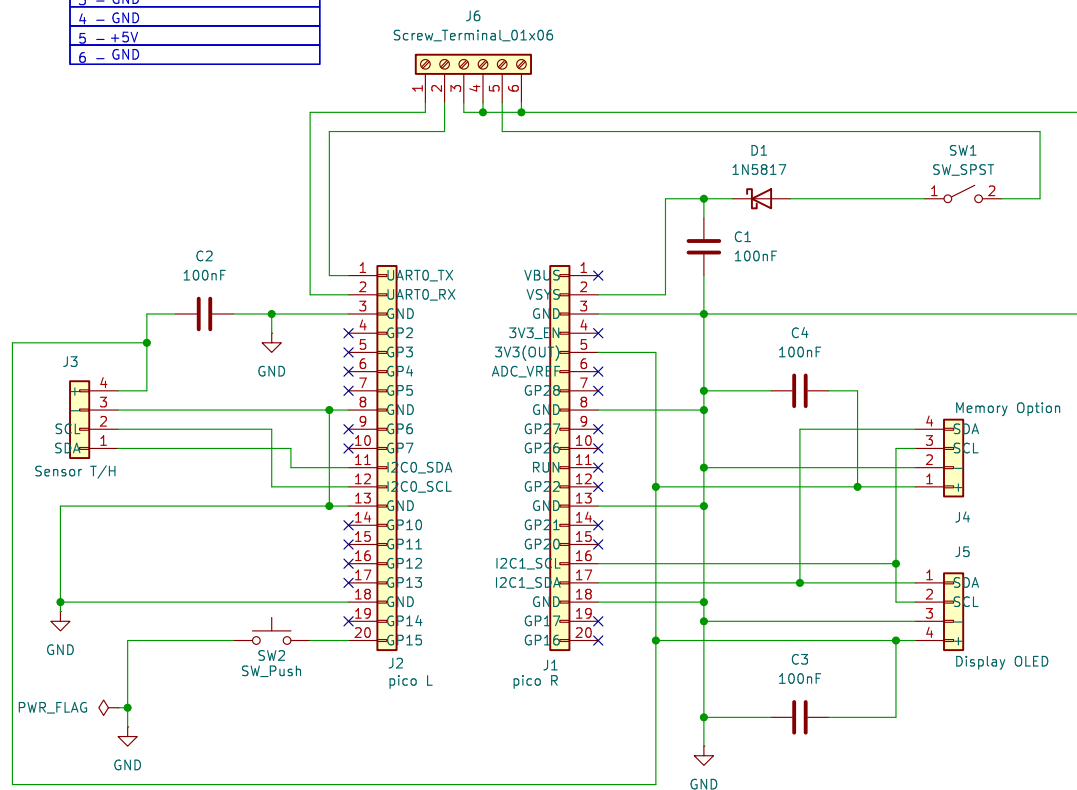 3 - GND
4 - GND
5 - +5V
6 - GND
J6
Screw_Terminal_01x06
1 2 3 4 5 6
D1
1N5817
SW1
SW_SPST
1 2
C1
100nF
C2
100nF
GND
J3
4 +
3 -
2 SCL
1 SDA
Sensor T/H
1 UART0_TX
2 UART0_RX
3 GND
4 GP2
5 GP3
6 GP4
7 GP5
8 GND
9 GP6
10 GP7
11 I2C0_SDA
12 I2C0_SCL
13 GND
14 GP10
15 GP11
16 GP12
17 GP13
18 GND
19 GP14
20 GP15
J2
pico L
VBUS 1
VSYS 2
GND 3
3V3_EN 4
3V3(OUT) 5
ADC_VREF 6
GP28 7
GND 8
GP27 9
GP26 10
RUN 11
GP22 12
GND 13
GP21 14
GP20 15
I2C1_SCL 16
I2C1_SDA 17
GND 18
GP17 19
GP16 20
J1
pico R
C4
100nF
Memory Option
4 SDA
3 SCL
2 -
1 +
J4
J5
1 SDA
2 SCL
3 -
4 +
Display OLED
C3
100nF
GND
GND
SW2
SW_Push
PWR_FLAG
GND